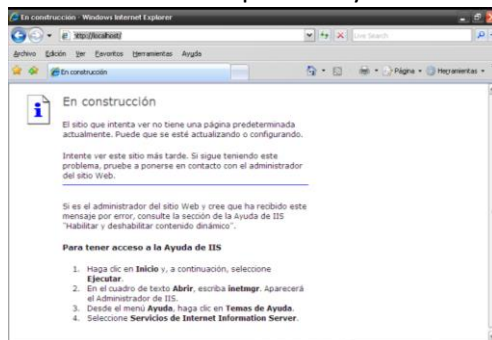 En construcción - Windows Internet Explorer
http://localhost/
Live Search
Archivo Edición Ver Favoritos Herramientas Ayuda
En construcción
Página Herramientas
En construcción
El sitio que intenta ver no tiene una página predeterminada
actualmente. Puede que se esté actualizando o configurando.
Intente ver este sitio más tarde. Si sigue teniendo este
problema, pruebe a ponerse en contacto con el administrador
del sitio Web.
Si es el administrador del sitio Web y cree que ha recibido este
mensaje por error, consulte la sección de la Ayuda de IIS
"Habilitar y deshabilitar contenido dinámico".
Para tener acceso a la Ayuda de IIS
1. Haga clic en Inicio y, a continuación, seleccione
Ejecutar.
2. En el cuadro de texto Abrir, escriba inetmgr. Aparecerá
el Administrador de IIS.
3. Desde el menú Ayuda, haga clic en Temas de Ayuda.
4. Seleccione Servicios de Internet Information Server.